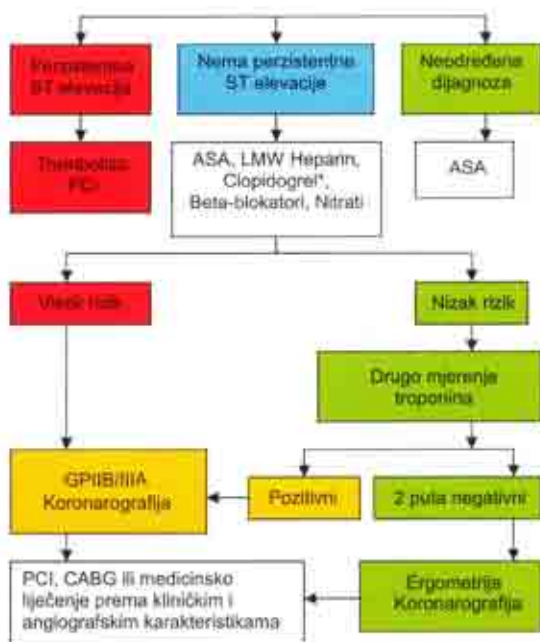 Perzistentna
ST elevacija
Nema perzistentne
ST elevacije
Neodređena
dijagnoza
PCI
ASA, LMW Heparin,
Clopidogrel*,
Beta-blokatori, Nitrati
ASA
rizik
Nizak rizik
Drugo mjerenje
troponina
GPIIB/IIIA
Koronarografija
Pozitivni
2 puta negativni
PCI, CABG ili medicinsko
liječenje prema kliničkim i
angiografskim karakteristikama
Ergometrija
Koronarografija